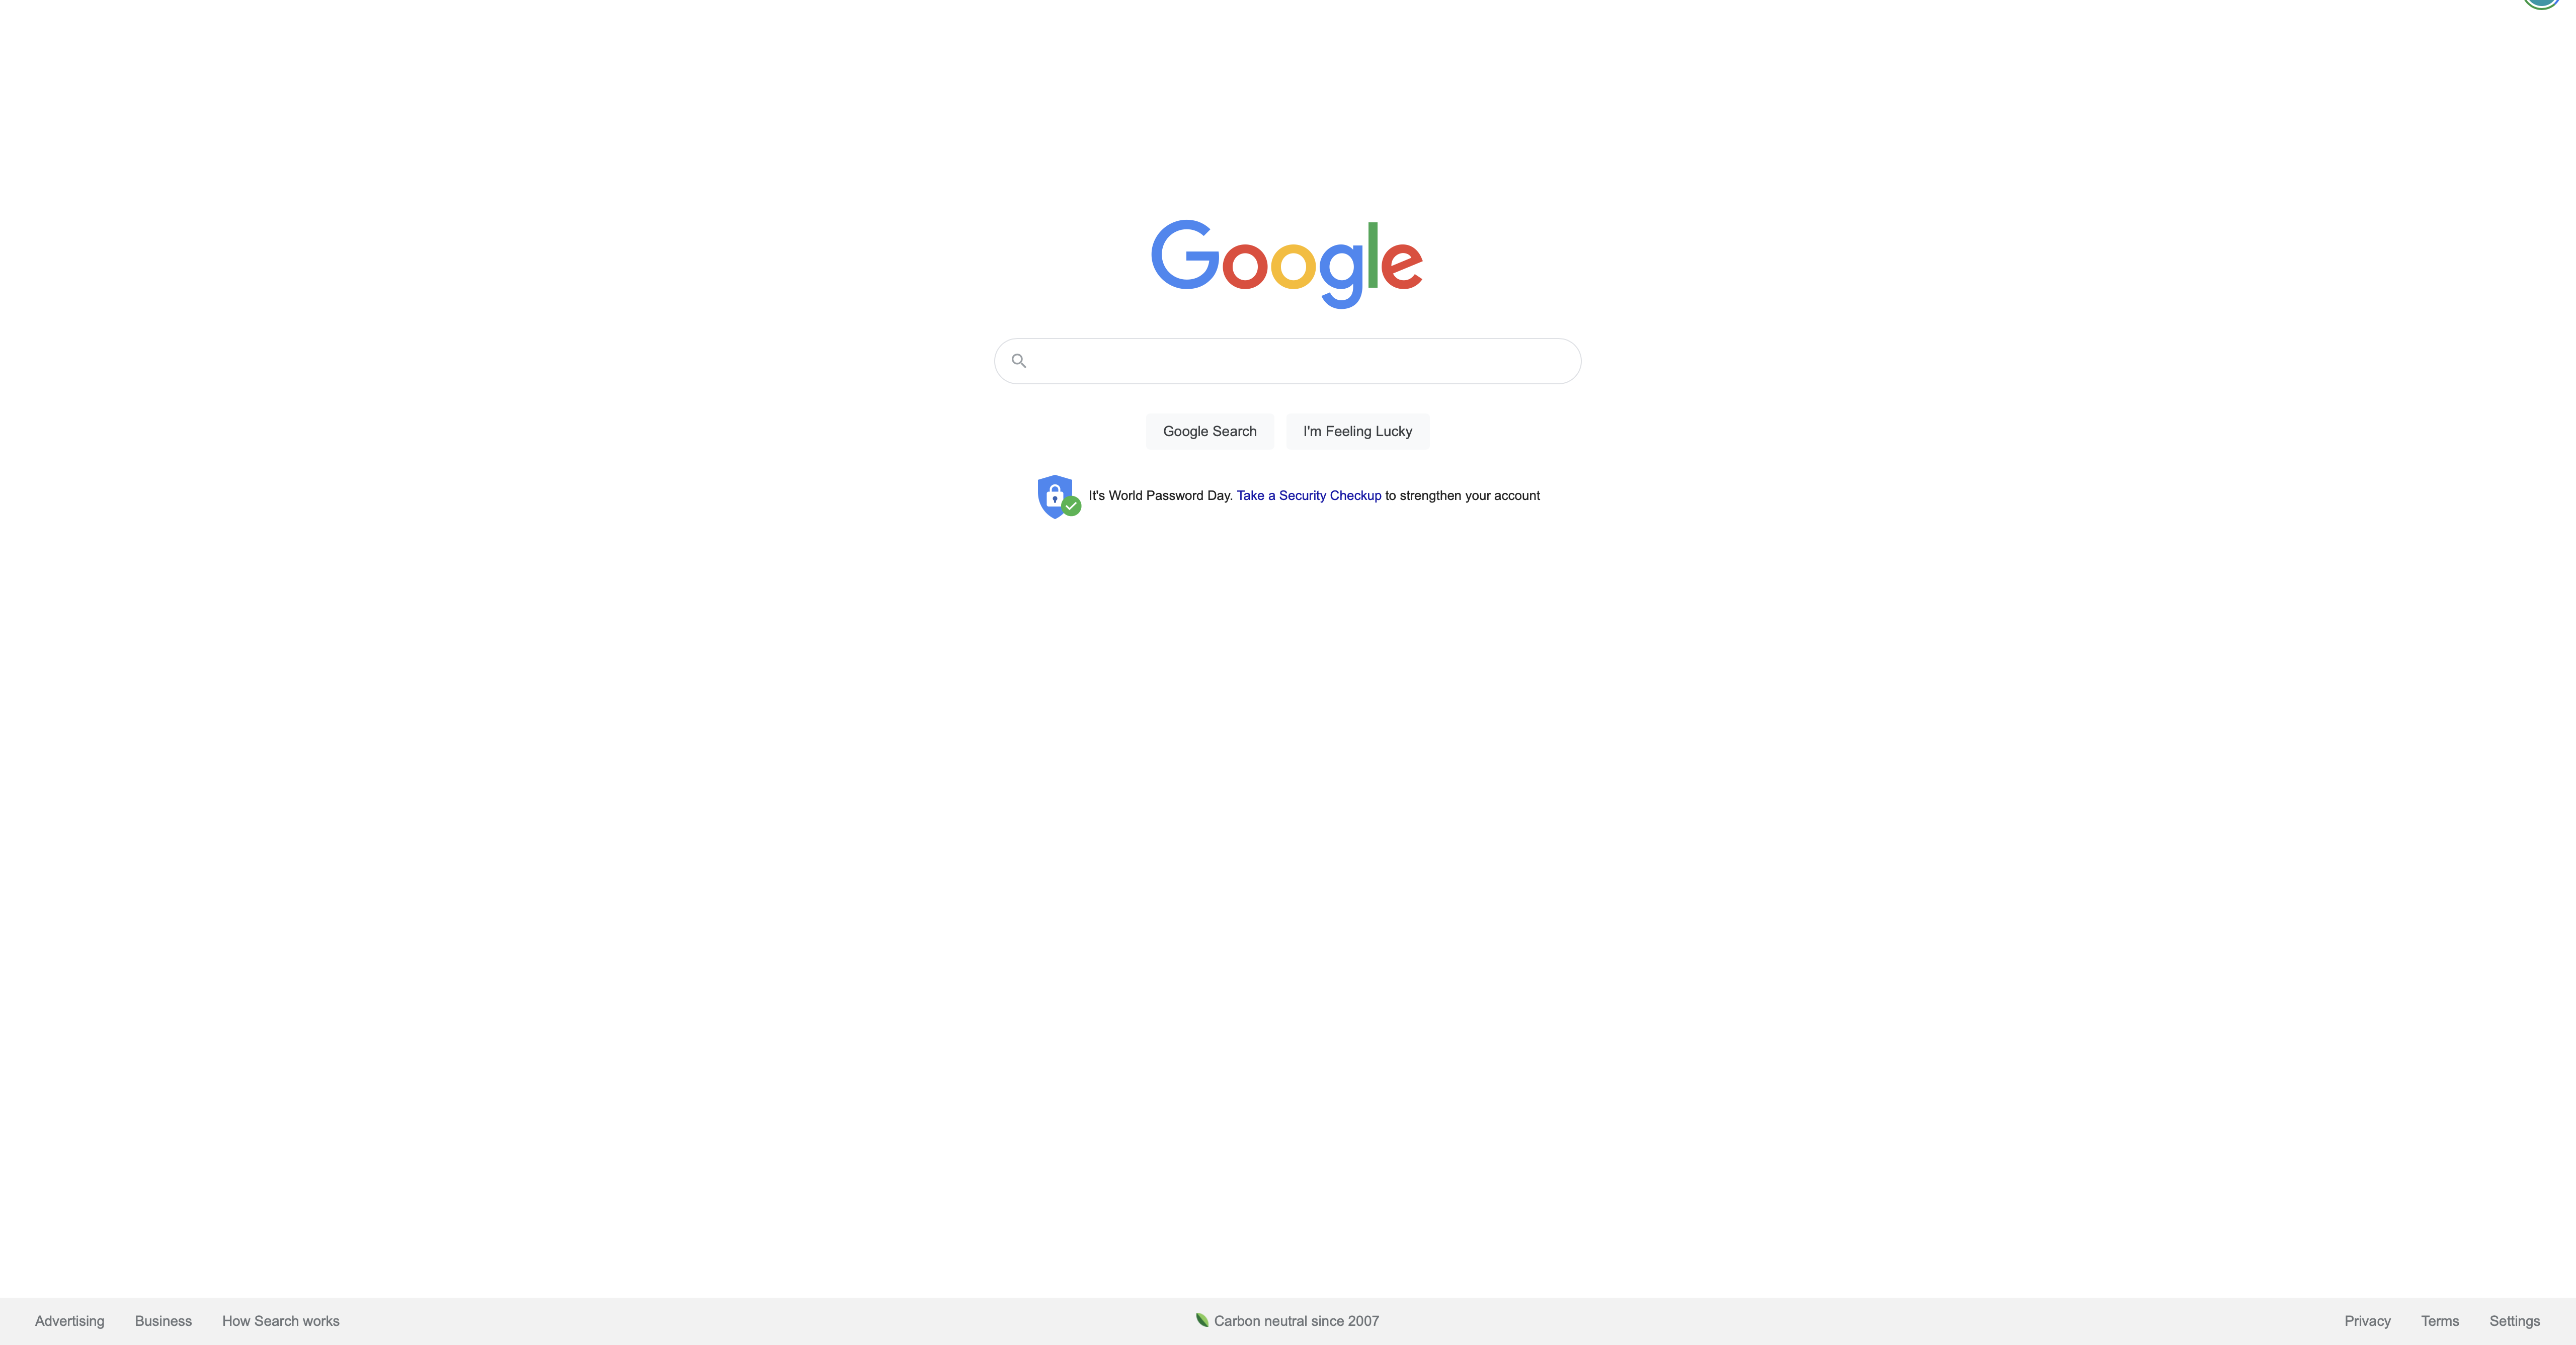 Google
Google Search
I'm Feeling Lucky
It's World Password Day. Take a Security Checkup to strengthen your account
Advertising
Business
How Search works
Carbon neutral since 2007
Privacy
Terms
Settings